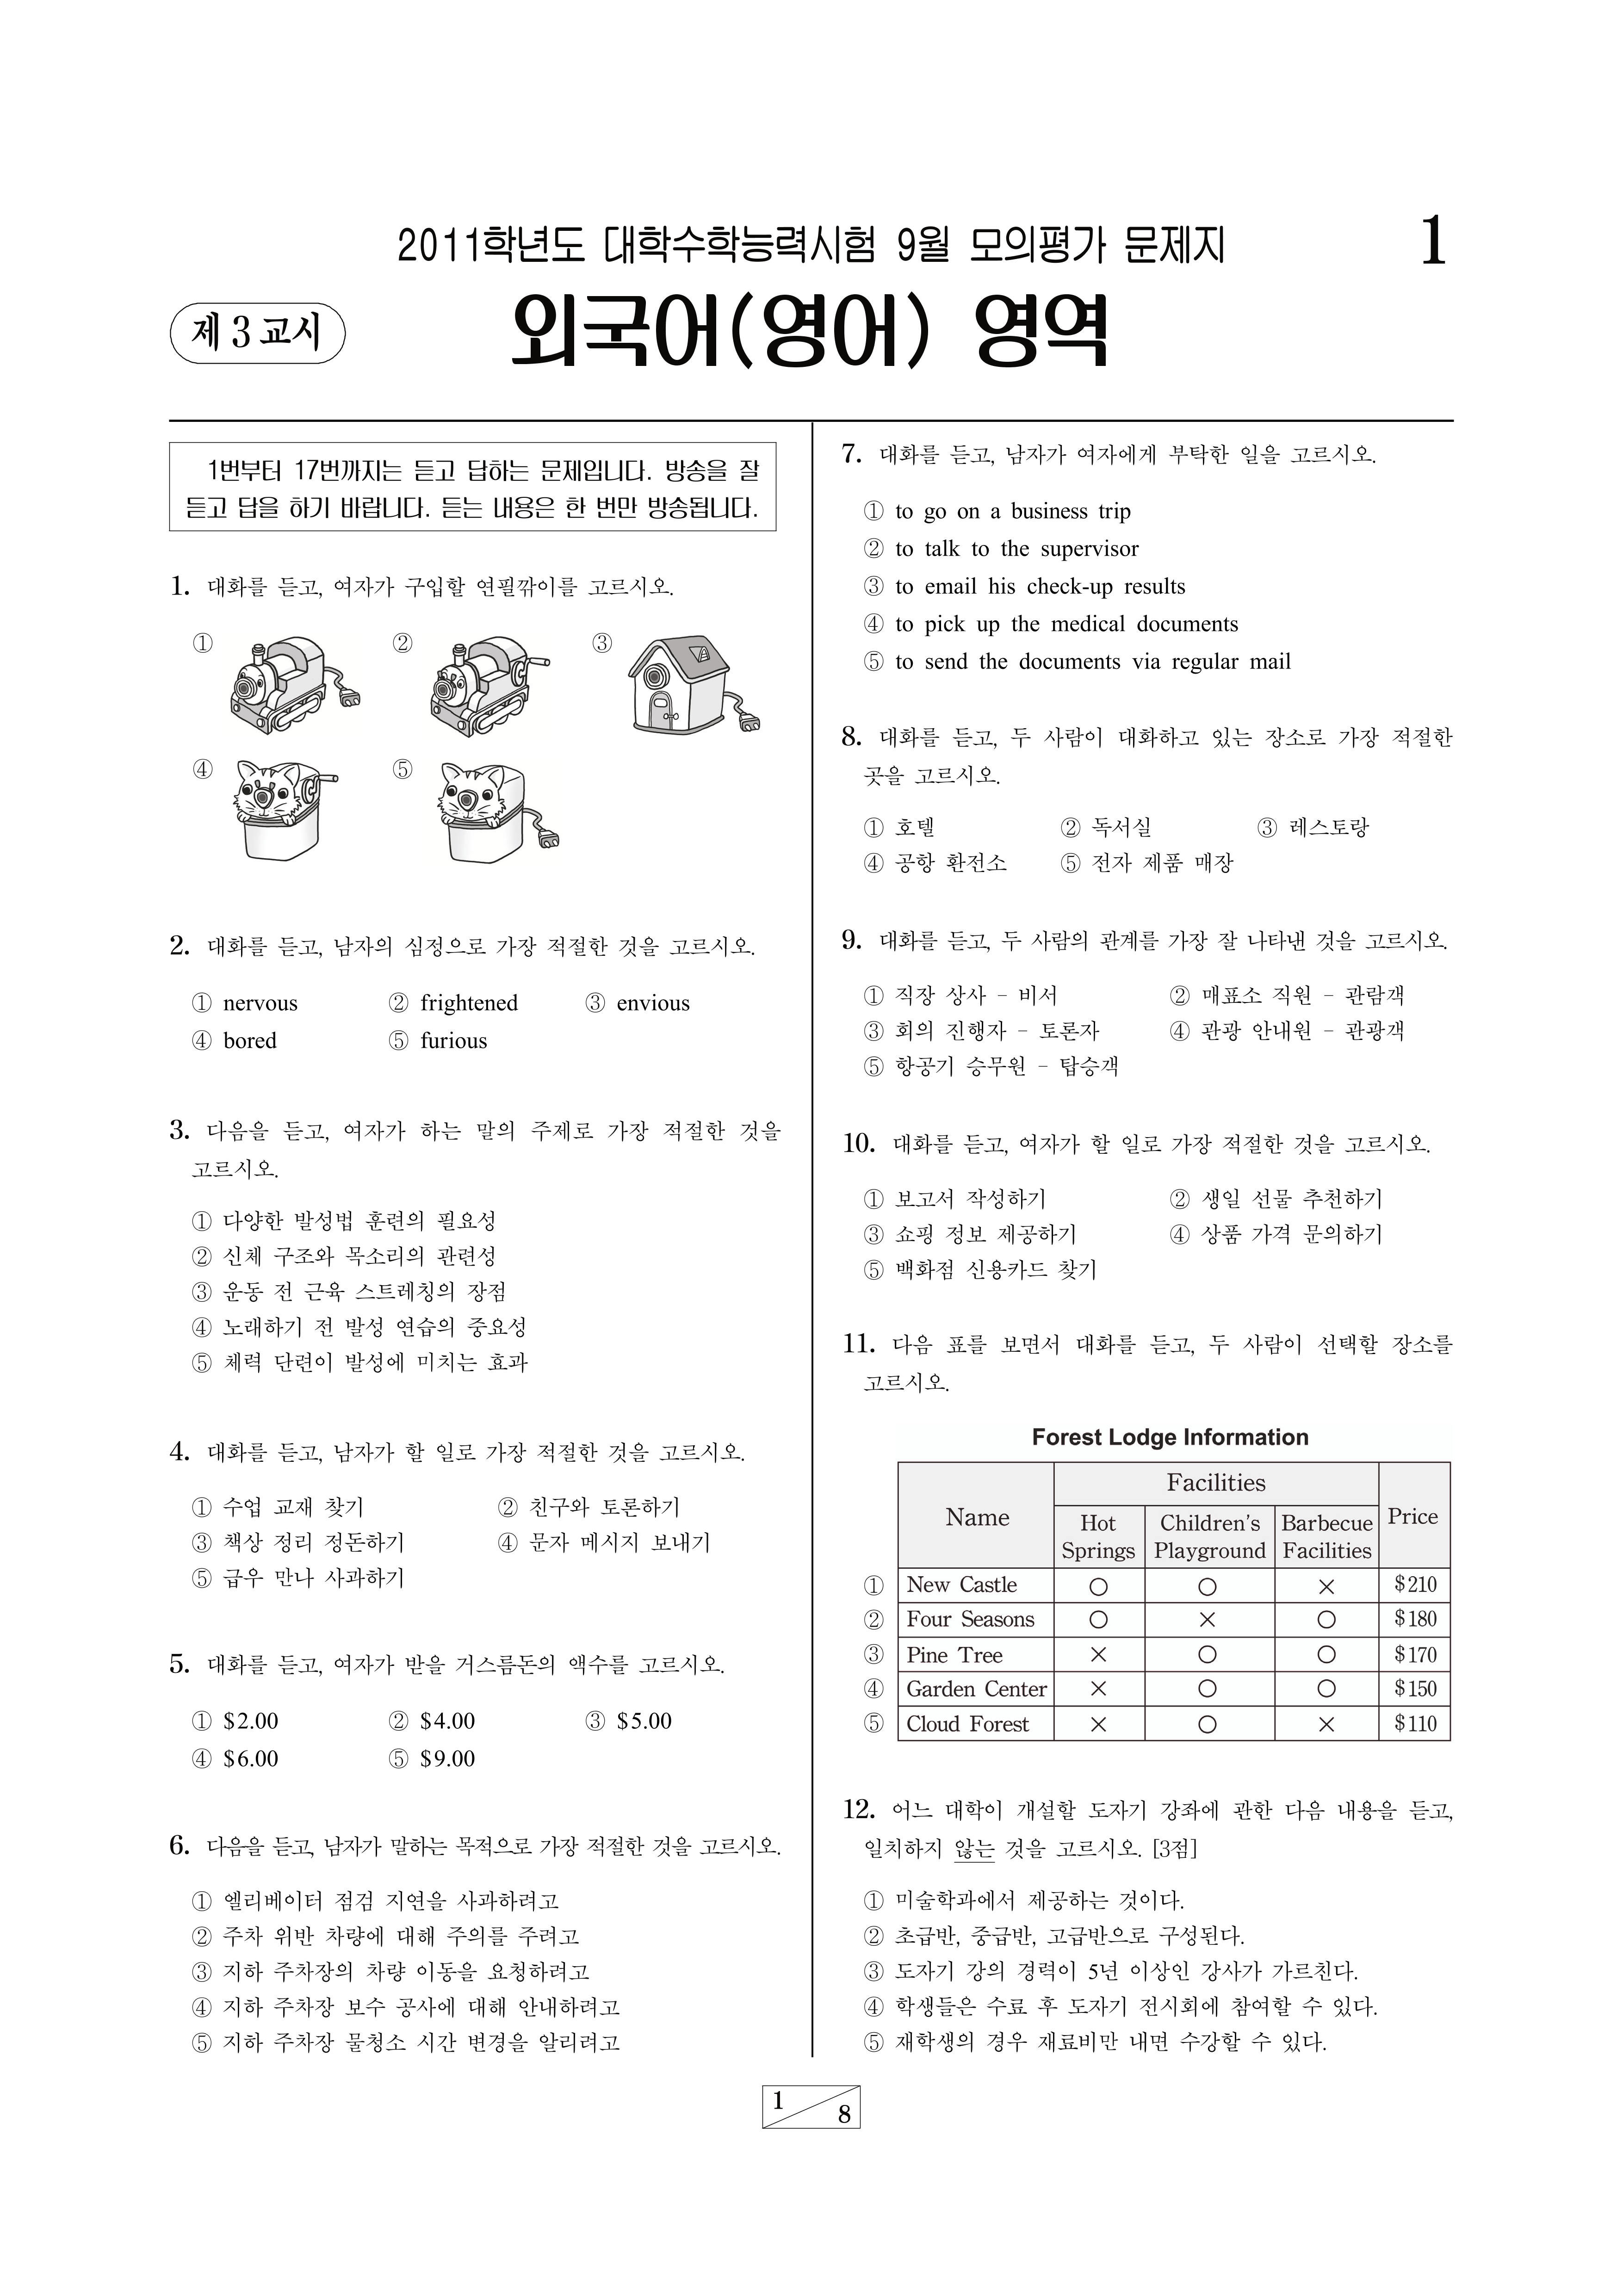 2011학년도 대학수학능력시험 9월 모의평가 문제지
1
제 3 교시
외국어(영어) 영역
1번부터 17번까지는 듣고 답하는 문제입니다. 방송을 잘
듣고 답을 하기 바랍니다. 듣는 내용은 한 번만 방송됩니다.
1. 대화를 듣고, 여자가 구입할 연필깎이를 고르시오.
① ② ③
④ ⑤
2. 대화를 듣고, 남자의 심정으로 가장 적절한 것을 고르시오.
① nervous ② frightened ③ envious
④ bored ⑤ furious
3. 다음을 듣고, 여자가 하는 말의 주제로 가장 적절한 것을
고르시오.
① 다양한 발성법 훈련의 필요성
② 신체 구조와 목소리의 관련성
③ 운동 전 근육 스트레칭의 장점
④ 노래하기 전 발성 연습의 중요성
⑤ 체력 단련이 발성에 미치는 효과
4. 대화를 듣고, 남자가 할 일로 가장 적절한 것을 고르시오.
① 수업 교재 찾기 ② 친구와 토론하기
③ 책상 정리 정돈하기 ④ 문자 메시지 보내기
⑤ 급우 만나 사과하기
5. 대화를 듣고, 여자가 받을 거스름돈의 액수를 고르시오.
① $2.00 ② $4.00 ③ $5.00
④ $6.00 ⑤ $9.00
6. 다음을 듣고, 남자가 말하는 목적으로 가장 적절한 것을 고르시오.
① 엘리베이터 점검 지연을 사과하려고
② 주차 위반 차량에 대해 주의를 주려고
③ 지하 주차장의 차량 이동을 요청하려고
④ 지하 주차장 보수 공사에 대해 안내하려고
⑤ 지하 주차장 물청소 시간 변경을 알리려고
7. 대화를 듣고, 남자가 여자에게 부탁한 일을 고르시오.
① to go on a business trip
② to talk to the supervisor
③ to email his check-up results
④ to pick up the medical documents
⑤ to send the documents via regular mail
8. 대화를 듣고, 두 사람이 대화하고 있는 장소로 가장 적절한
곳을 고르시오.
① 호텔 ② 독서실 ③ 레스토랑
④ 공항 환전소 ⑤ 전자 제품 매장
9. 대화를 듣고, 두 사람의 관계를 가장 잘 나타낸 것을 고르시오.
① 직장 상사 - 비서 ② 매표소 직원 - 관람객
③ 회의 진행자 - 토론자 ④ 관광 안내원 - 관광객
⑤ 항공기 승무원 - 탑승객
10. 대화를 듣고, 여자가 할 일로 가장 적절한 것을 고르시오.
① 보고서 작성하기 ② 생일 선물 추천하기
③ 쇼핑 정보 제공하기 ④ 상품 가격 문의하기
⑤ 백화점 신용카드 찾기
11. 다음 표를 보면서 대화를 듣고, 두 사람이 선택할 장소를
고르시오.
Forest Lodge Information
Name Facilities Price
Hot Springs Children's Playground Barbecue Facilities
① New Castle ○ ○ × $210
② Four Seasons ○ × ○ $180
③ Pine Tree × ○ ○ $170
④ Garden Center × ○ ○ $150
⑤ Cloud Forest × ○ × $110
12. 어느 대학이 개설할 도자기 강좌에 관한 다음 내용을 듣고,
일치하지 않는 것을 고르시오. [3점]
① 미술학과에서 제공하는 것이다.
② 초급반, 중급반, 고급반으로 구성된다.
③ 도자기 강의 경력이 5년 이상인 강사가 가르친다.
④ 학생들은 수료 후 도자기 전시회에 참여할 수 있다.
⑤ 재학생의 경우 재료비만 내면 수강할 수 있다.
1 8